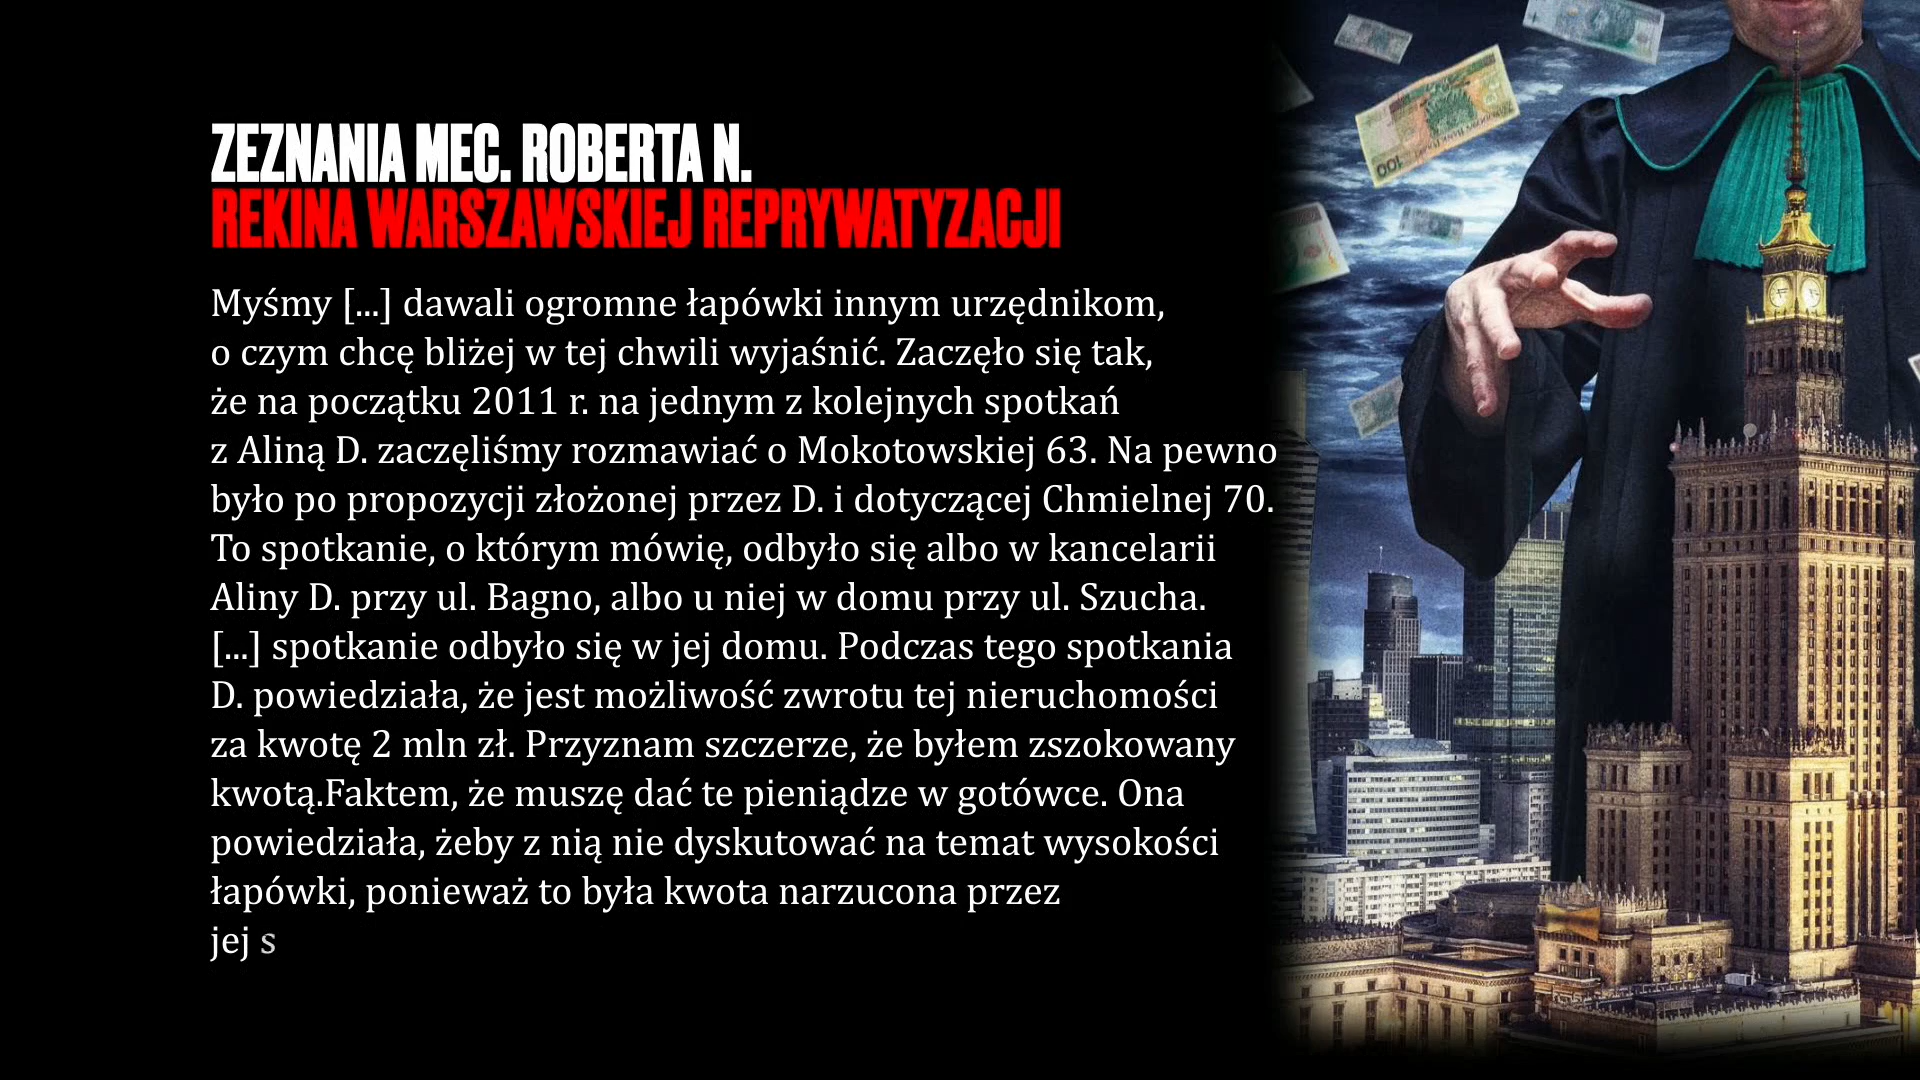 ZEZNANIA MEC. ROBERTA N.
REKINA WARSZAWSKIEJ REPRYWATYZACJI
Myśmy [...] dawali ogromne łapówki innym urzędnikom,
o czym chcę bliżej w tej chwili wyjaśnić. Zaczęło się tak,
że na początku 2011 r. na jednym z kolejnych spotkań
z Aliną D. zaczęliśmy rozmawiać o Mokotowskiej 63. Na pewno
było po propozycji złożonej przez D. i dotyczącej Chmielnej 70.
To spotkanie, o którym mówię, odbyło się albo w kancelarii
Aliny D. przy ul. Bagno, albo u niej w domu przy ul. Szucha.
[...] spotkanie odbyło się w jej domu. Podczas tego spotkania
D. powiedziała, że jest możliwość zwrotu tej nieruchomości
za kwotę 2 mln zł. Przyznam szczerze, że byłem zszokowany
kwotą.Faktem, że muszę dać te pieniądze w gotówce. Ona
powiedziała, żeby z nią nie dyskutować na temat wysokości
łapówki, ponieważ to była kwota narzucona przez
jej s
100